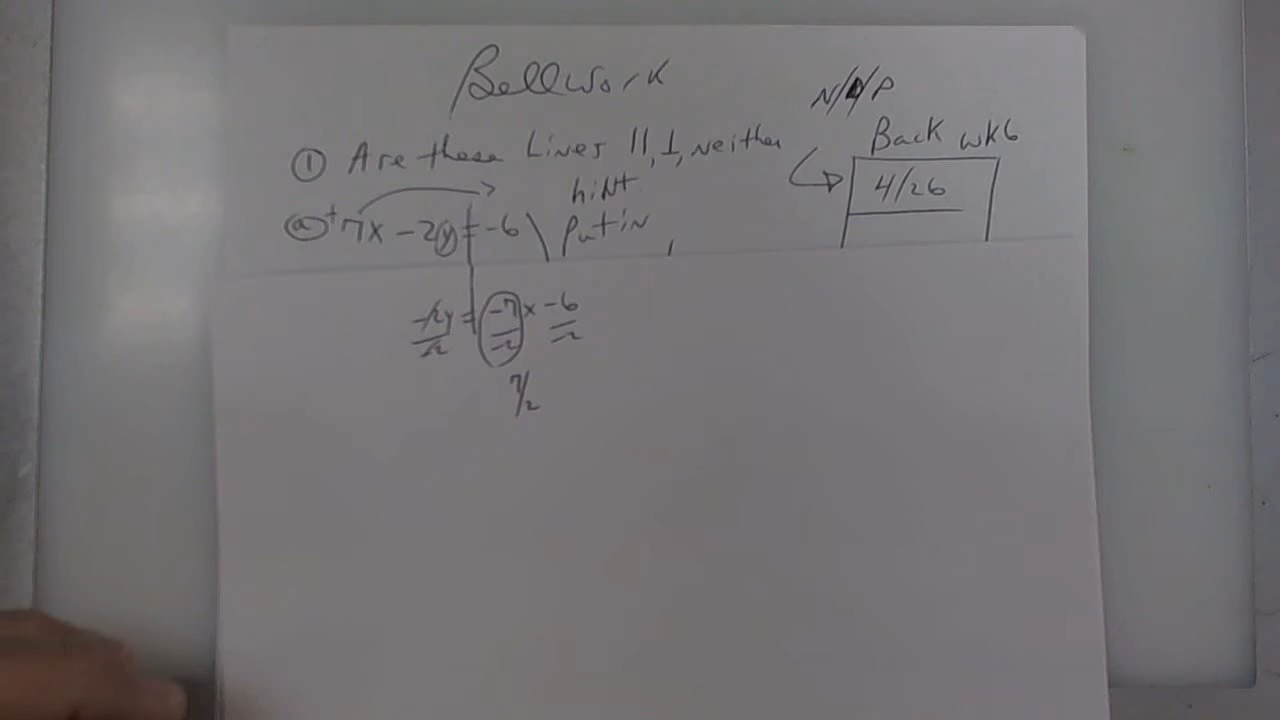 Bellwork
N/A/P
Back wk6
① Are these Lines ||, ⊥, neither
4/26
hint
ⓐ +7x - 2y = -6 \ Put in,
-2y = -7x -6
-2 -2 -2
7/2